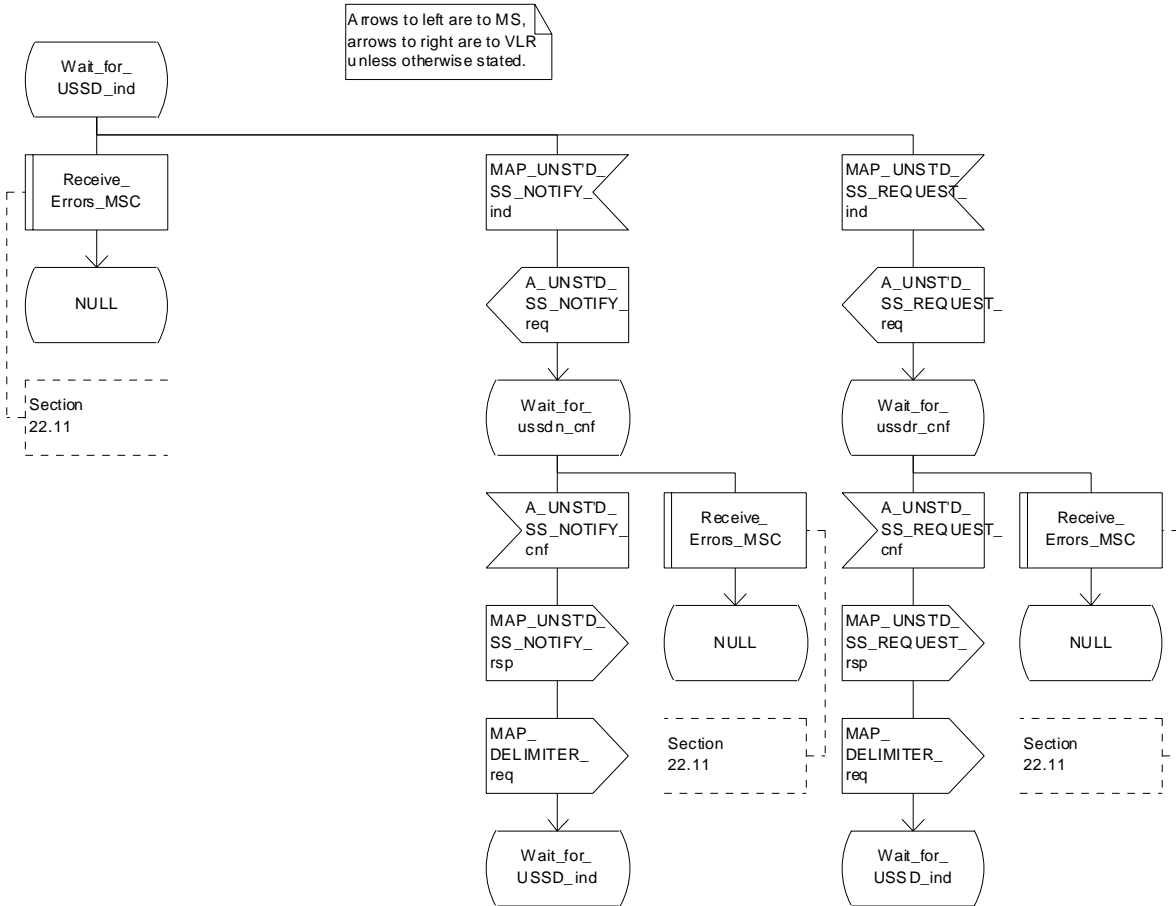 Arrows to left are to MS,
arrows to right are to VLR
unless otherwise stated.
Wait_for_
USSD_ind
Receive_
Errors_MSC
NULL
Section
22.11
MAP_UNST'D_
SS_NOTIFY_
ind
A_UNST'D_
SS_NOTIFY_
req
Wait_for_
ussdn_cnf
A_UNST'D_
SS_NOTIFY_
cnf
MAP_UNST'D_
SS_NOTIFY_
rsp
MAP_
DELIMITER_
req
Wait_for_
USSD_ind
Receive_
Errors_MSC
NULL
Section
22.11
MAP_UNST'D_
SS_REQUEST_
ind
A_UNST'D_
SS_REQUEST_
req
Wait_for_
ussdr_cnf
A_UNST'D_
SS_REQUEST_
cnf
MAP_UNST'D_
SS_REQUEST_
rsp
MAP_
DELIMITER_
req
Wait_for_
USSD_ind
Receive_
Errors_MSC
NULL
Section
22.11